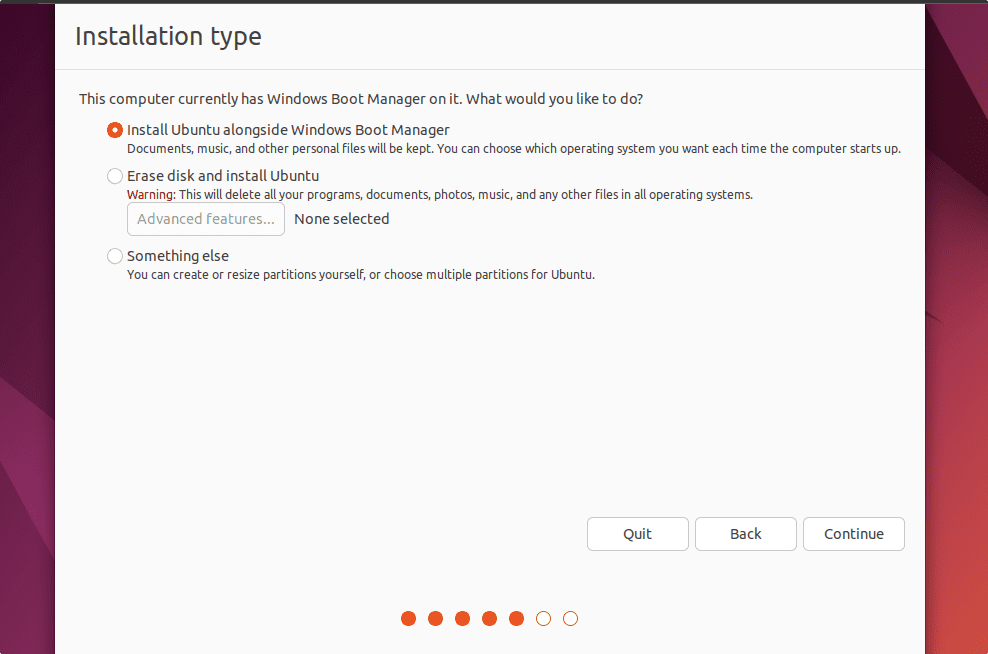 Installation type
This computer currently has Windows Boot Manager on it. What would you like to do?
Install Ubuntu alongside Windows Boot Manager
Documents, music, and other personal files will be kept. You can choose which operating system you want each time the computer starts up.
Erase disk and install Ubuntu
Warning: This will delete all your programs, documents, photos, music, and any other files in all operating systems.
Advanced features... None selected
Something else
You can create or resize partitions yourself, or choose multiple partitions for Ubuntu.
Quit Back Continue